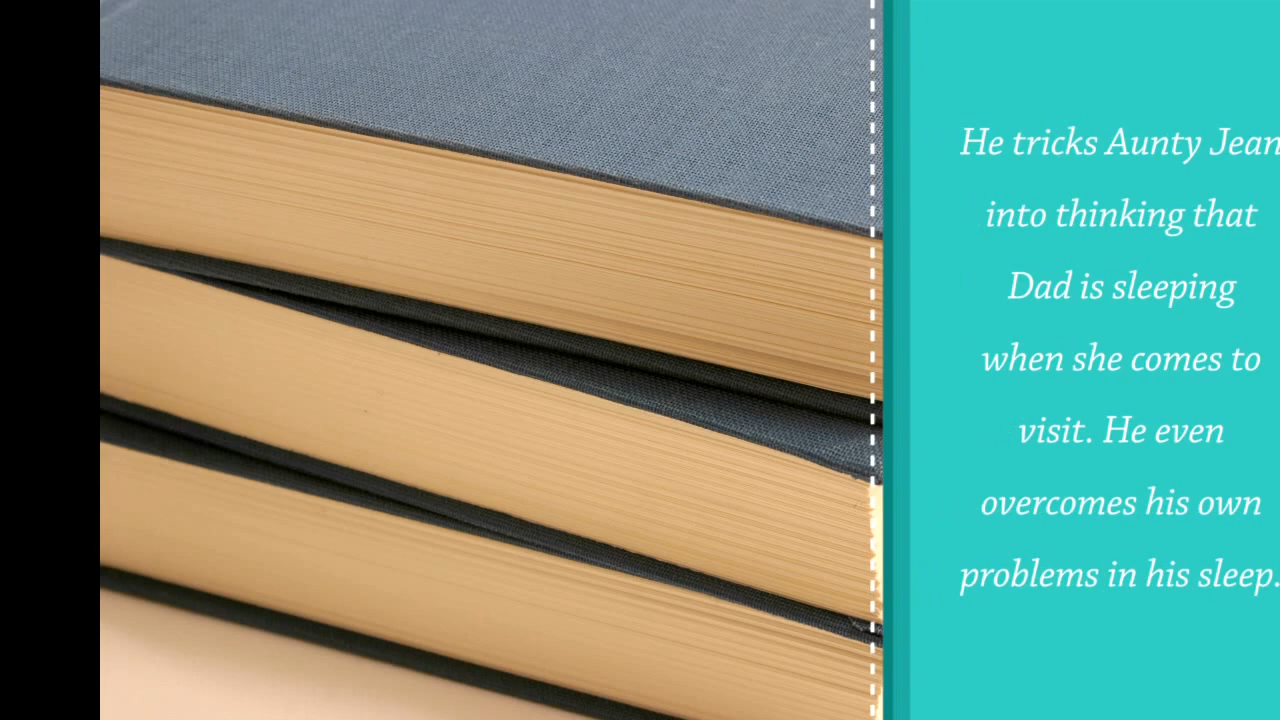 He tricks Aunty Jean
into thinking that
Dad is sleeping
when she comes to
visit. He even
overcomes his own
problems in his sleep.